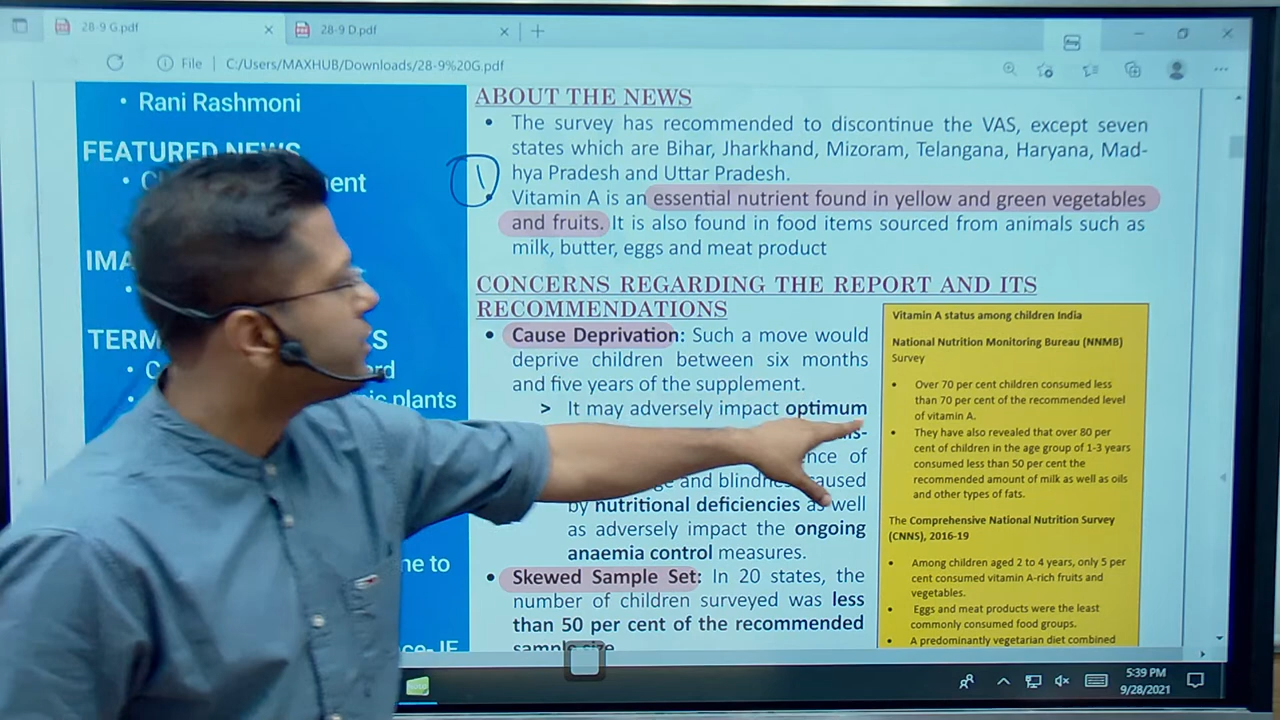 28-9 G.pdf
28-9 D.pdf
File
C:/Users/MAXHUB/Downloads/28-9%20G.pdf
• Rani Rashmoni
FEATURED NEWS
ent
IMA
TERM S
rd
plants
ne to
ce-IE
ABOUT THE NEWS
• The survey has recommended to discontinue the VAS, except seven
states which are Bihar, Jharkhand, Mizoram, Telangana, Haryana, Mad-
hya Pradesh and Uttar Pradesh.
1
• Vitamin A is an essential nutrient found in yellow and green vegetables
and fruits. It is also found in food items sourced from animals such as
milk, butter, eggs and meat product
CONCERNS REGARDING THE REPORT AND ITS
RECOMMENDATIONS
• Cause Deprivation: Such a move would
deprive children between six months
and five years of the supplement.
> It may adversely impact optimum
nce of
and blindness caused
by nutritional deficiencies as well
as adversely impact the ongoing
anaemia control measures.
• Skewed Sample Set: In 20 states, the
number of children surveyed was less
than 50 per cent of the recommended
sample size
Vitamin A status among children India
National Nutrition Monitoring Bureau (NNMB)
Survey
• Over 70 per cent children consumed less
than 70 per cent of the recommended level
of vitamin A.
• They have also revealed that over 80 per
cent of children in the age group of 1-3 years
consumed less than 50 per cent the
recommended amount of milk as well as oils
and other types of fats.
The Comprehensive National Nutrition Survey
(CNNS), 2016-19
• Among children aged 2 to 4 years, only 5 per
cent consumed vitamin A-rich fruits and
vegetables.
• Eggs and meat products were the least
commonly consumed food groups.
• A predominantly vegetarian diet combined
5:39 PM
9/28/2021